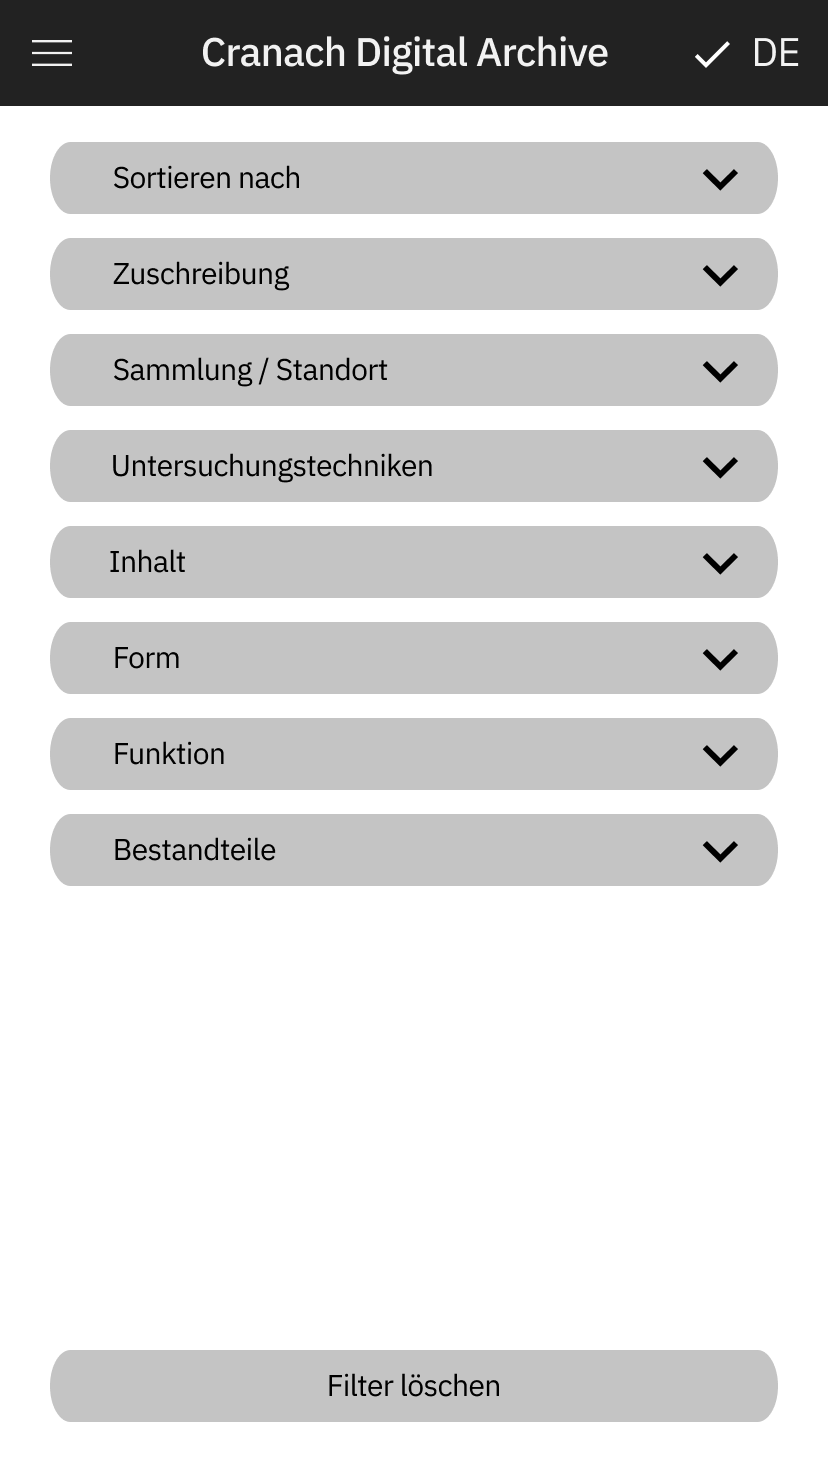 Cranach Digital Archive DE
Sortieren nach
Zuschreibung
Sammlung / Standort
Untersuchungstechniken
Inhalt
Form
Funktion
Bestandteile
Filter löschen